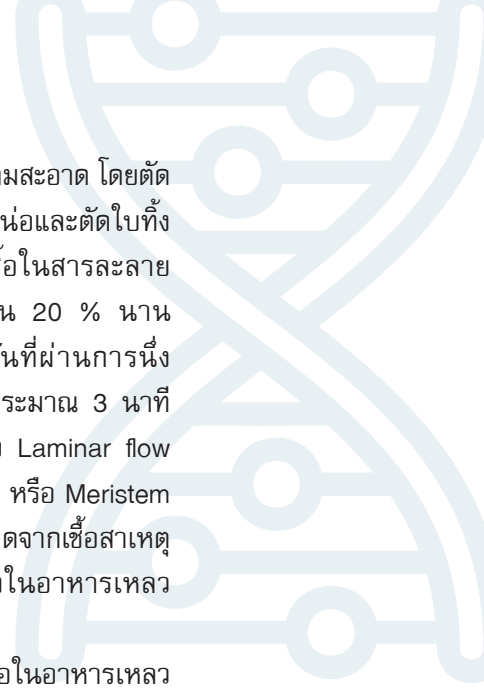 มสะอาด โดยตัด
น่อและตัดใบทิ้ง
ในสารละลาย
น 20 % นาน
ที่ผ่านการนึ่ง
ระมาณ 3 นาที
Laminar flow
หรือ Meristem
ดจากเชื้อสาเหตุ
ในอาหารเหลว
ในอาหารเหลว